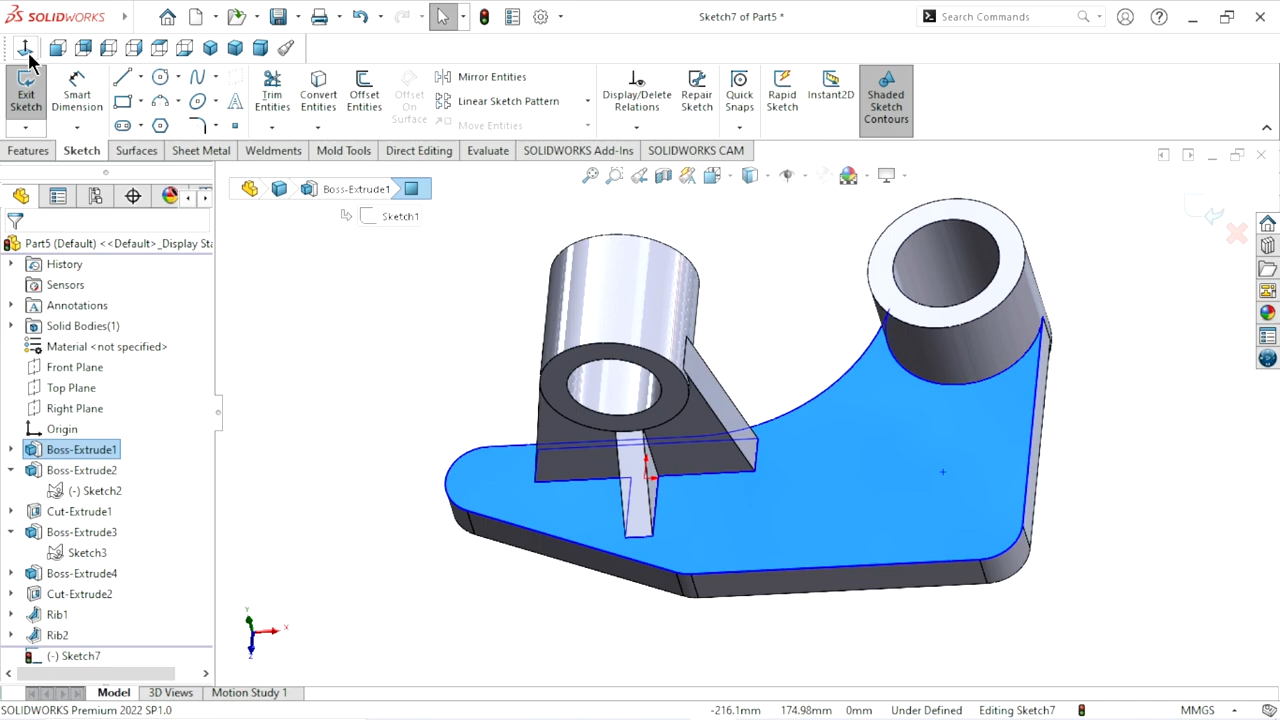 SOLIDWORKS
Sketch7 of Part5 *
Search Commands
Exit Sketch
Smart Dimension
Trim Entities
Convert Entities
Offset Entities
Offset On Surface
Mirror Entities
Linear Sketch Pattern
Move Entities
Display/Delete Relations
Repair Sketch
Quick Snaps
Rapid Sketch
Instant2D
Shaded Sketch Contours
Features
Sketch
Surfaces
Sheet Metal
Weldments
Mold Tools
Direct Editing
Evaluate
SOLIDWORKS Add-Ins
SOLIDWORKS CAM
Boss-Extrude1
Sketch1
Part5 (Default) <<Default>_Display Sta
History
Sensors
Annotations
Solid Bodies(1)
Material <not specified>
Front Plane
Top Plane
Right Plane
Origin
Boss-Extrude1
Boss-Extrude2
(-) Sketch2
Cut-Extrude1
Boss-Extrude3
Sketch3
Boss-Extrude4
Cut-Extrude2
Rib1
Rib2
(-) Sketch7
Y
X
Z
Model
3D Views
Motion Study 1
SOLIDWORKS Premium 2022 SP1.0
-216.1mm
174.98mm
0mm
Under Defined
Editing Sketch7
MMGS